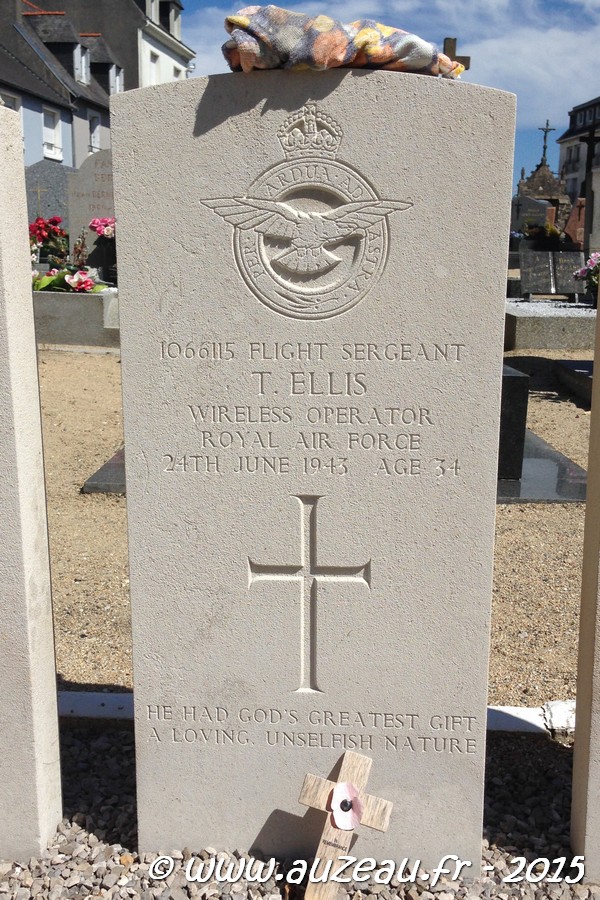 PER ARDUA AD ASTRA
1066115 FLIGHT SERGEANT
T. ELLIS
WIRELESS OPERATOR
ROYAL AIR FORCE
24TH JUNE 1943 AGE 34
HE HAD GOD'S GREATEST GIFT
A LOVING, UNSELFISH NATURE
© www.auzeau.fr - 2015